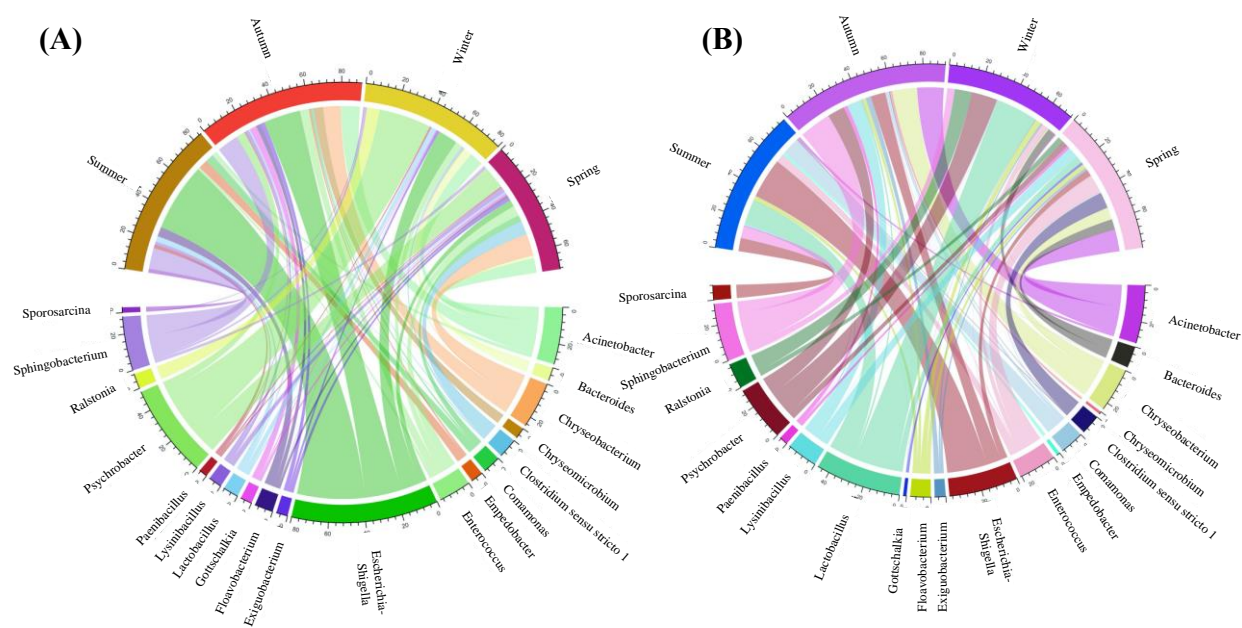 (A)
Autumn
Winter
Spring
Summer
Sporosarcina
Sphingobacterium
Ralstonia
Psychrobacter
Paenibacillus
Lysinibacillus
Lactobacillus
Gottschalkia
Floavobacterium
Exiguobacterium
Escherichia-
Shigella
Enterococcus
Empedobacter
Comamonas
Clostridium sensu stricto 1
Chryseomicrobium
Chryseobacterium
Bacteroides
Acinetobacter
(B)
Autumn
Winter
Spring
Summer
Sporosarcina
Sphingobacterium
Ralstonia
Psychrobacter
Paenibacillus
Lysinibacillus
Lactobacillus
Gottschalkia
Floavobacterium
Exiguobacterium
Escherichia-
Shigella
Enterococcus
Empedobacter
Comamonas
Clostridium sensu stricto 1
Chryseomicrobium
Chryseobacterium
Bacteroides
Acinetobacter